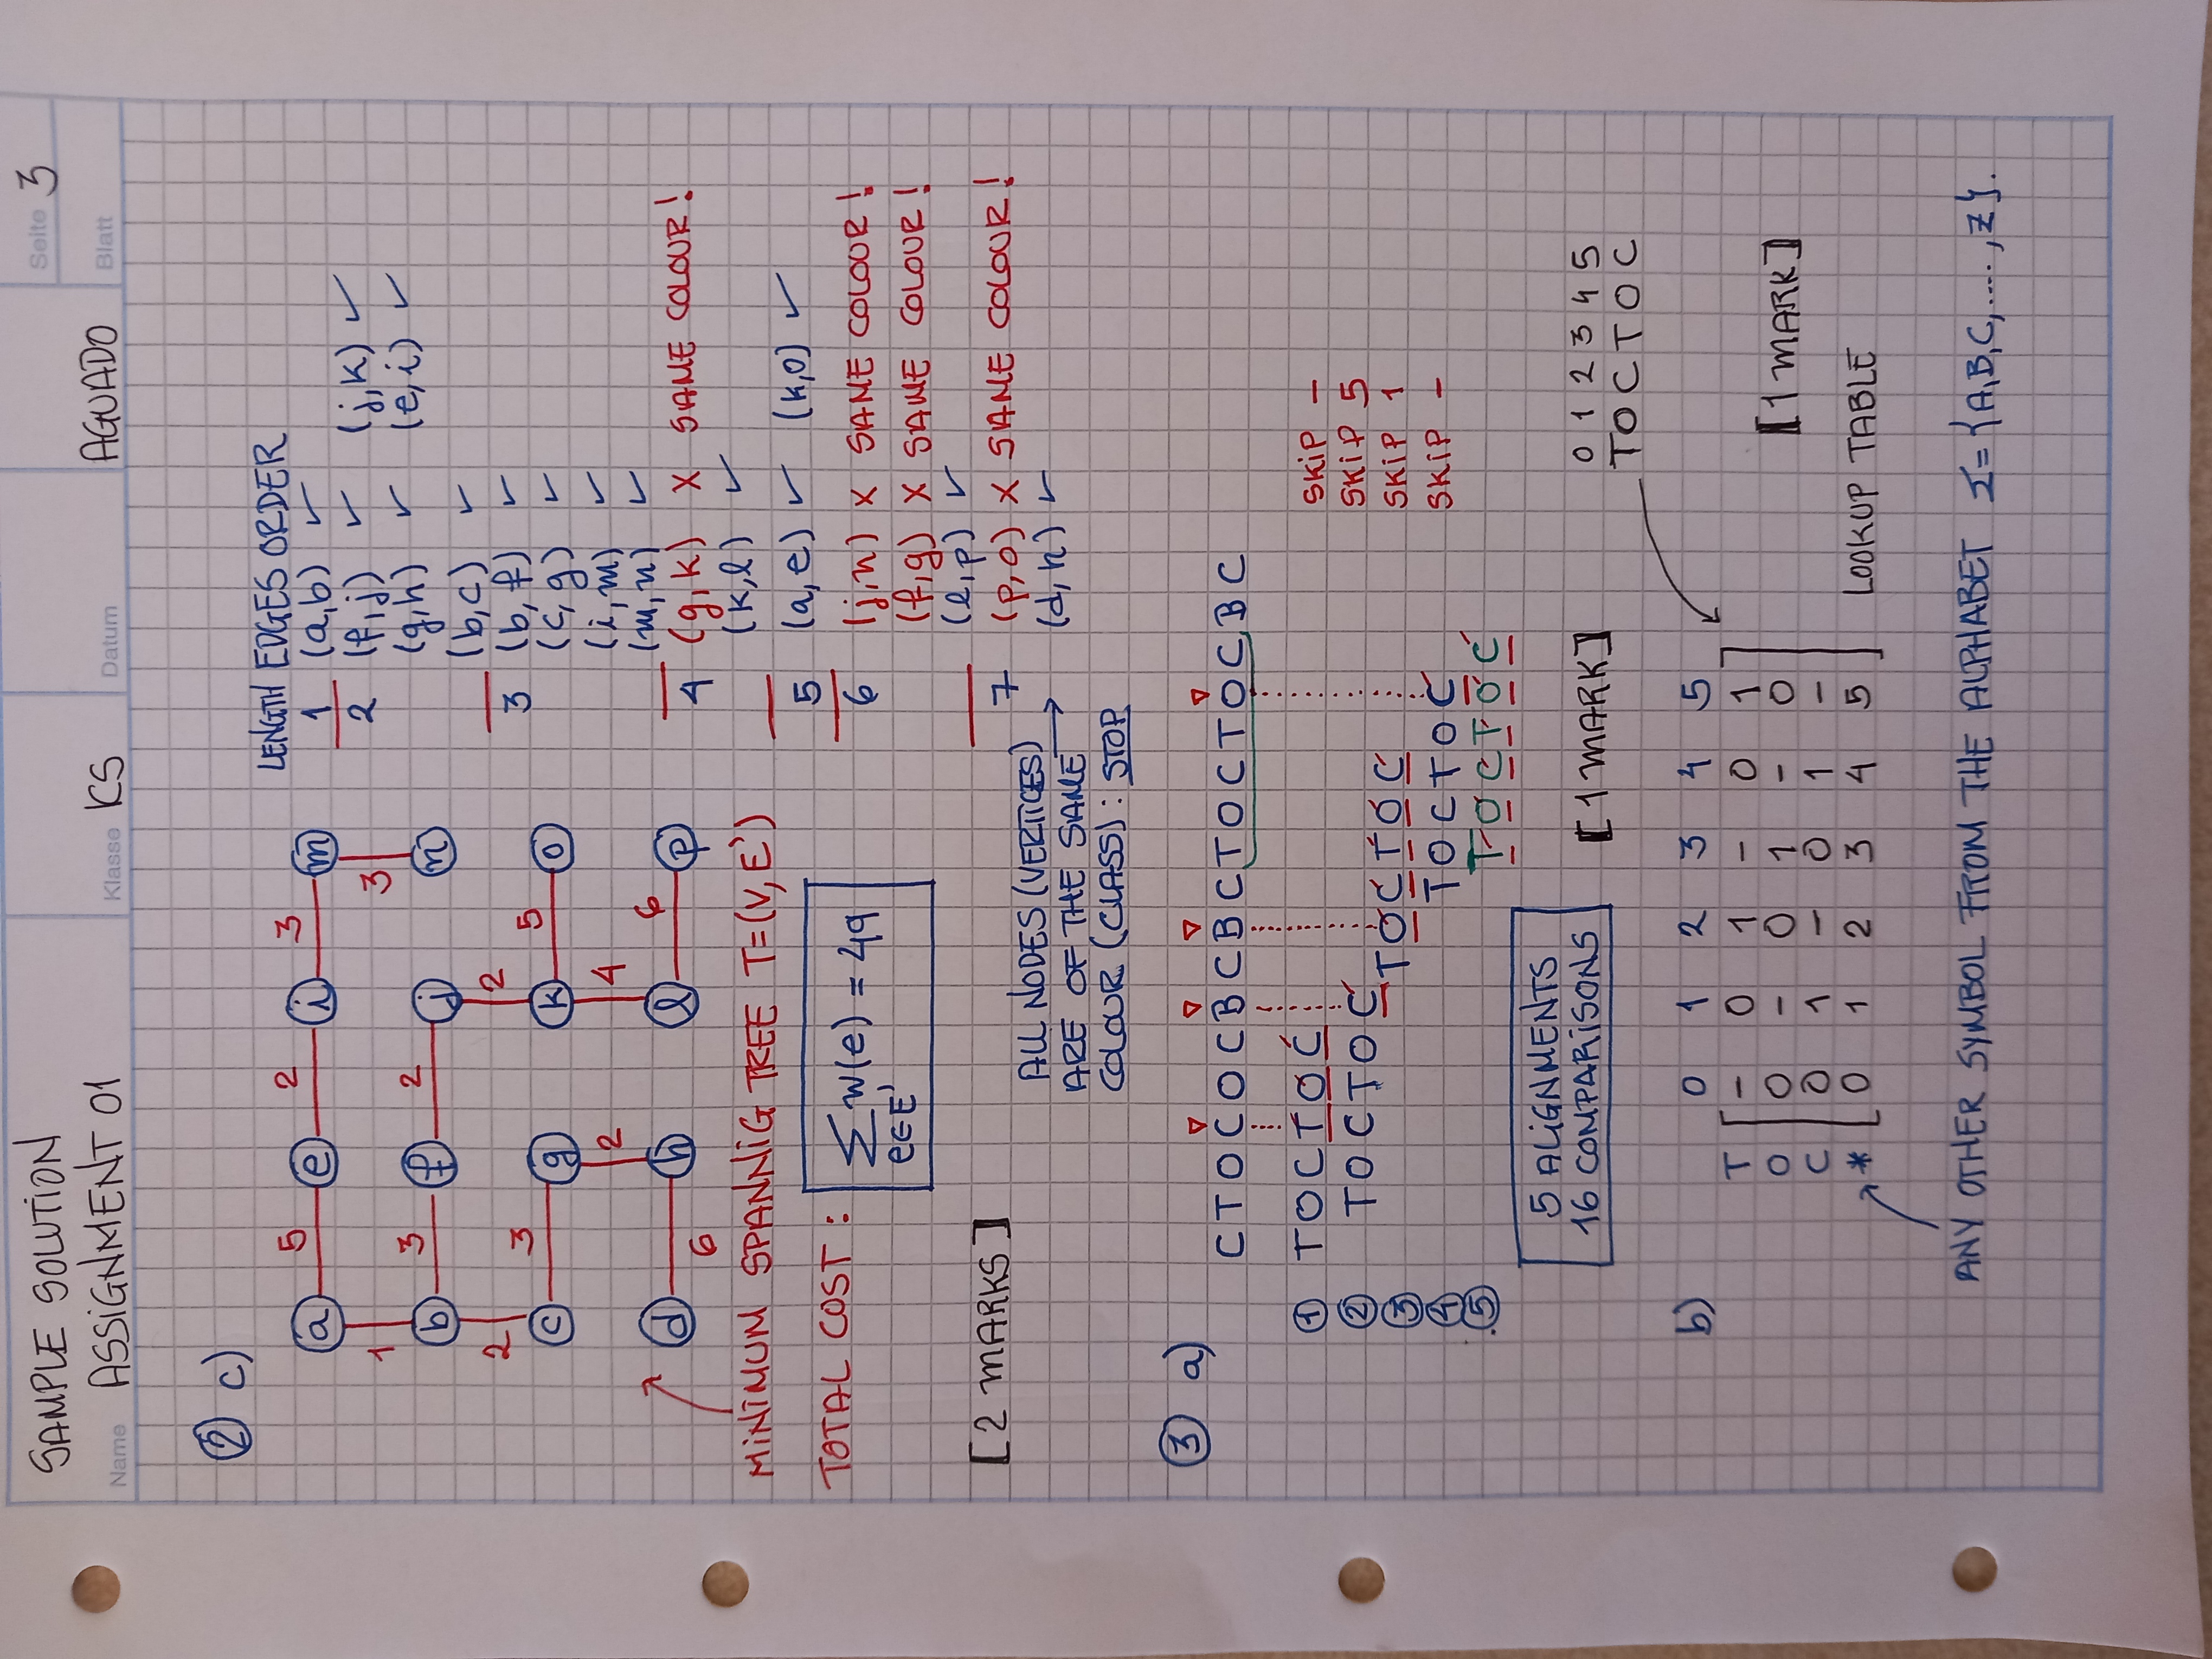 SAMPLE SOLUTION
Name ASSIGNMENT 01 Klasse KS Datum AGUADO Seite 3 Blatt
2 c)
a 5 e 2 i 3 m
1 3
b 3 f 2 j n
2 2
c 3 g k 5 o
2 4
d 6 h l 6 p
MINIMUM SPANNIG TREE T=(V,E')
TOTAL COST : ∑ w(e) = 49
e∈E'
[2 MARKS]
LENGTH EDGES ORDER
1 (a,b) ✓
2 (f,j) ✓ (j,k) ✓
(g,h) ✓ (e,i) ✓
(b,c) ✓
3 (b,f) ✓
(c,g) ✓
(i,m) ✓
(m,n) ✓
4 (g,k) X SAME COLOUR!
(k,l) ✓
5 (a,e) ✓ (k,o) ✓
6 (j,n) X SAME COLOUR!
(f,g) X SAME COLOUR!
(l,p) ✓
7 (p,o) X SAME COLOUR!
(d,h) ✓
ALL NODES (VERTICES) →
ARE OF THE SAME
COLOUR (CLASS): STOP
3 a)
C T O C O C B C B C T O C T O C B C
1 T O C T O C SKIP –
2 T O C T O C SKIP 5
3 T O C T O C SKIP 1
4 T O C T O C SKIP –
5 T O C T O C
5 ALIGNMENTS
16 COMPARISONS
[1 MARK]
0 1 2 3 4 5
T O C T O C
b) 0 1 2 3 4 5
T – 0 1 – 0 1
O 0 – 0 1 – 0
C 0 1 – 0 1 –
* 0 1 2 3 4 5
[1 MARK]
LOOKUP TABLE
ANY OTHER SYMBOL FROM THE ALPHABET Σ={A,B,C,....,Z}.